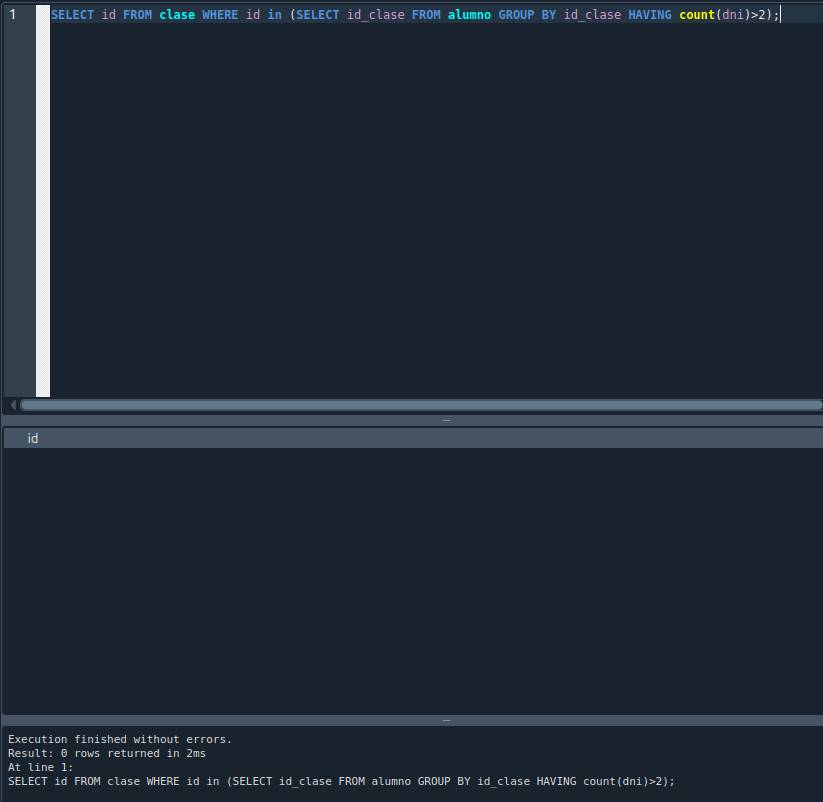 1 SELECT id FROM clase WHERE id in (SELECT id_clase FROM alumno GROUP BY id_clase HAVING count(dni)>2);
id
Execution finished without errors.
Result: 0 rows returned in 2ms
At line 1:
SELECT id FROM clase WHERE id in (SELECT id_clase FROM alumno GROUP BY id_clase HAVING count(dni)>2);